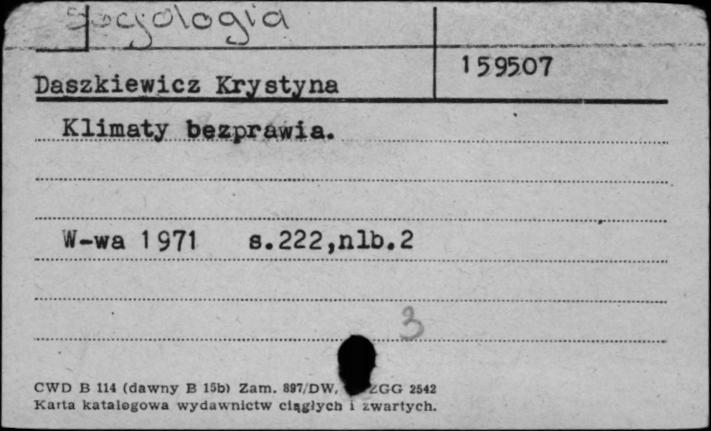 Socjologia
Daszkiewicz Krystyna
159507
Klimaty bezprawia.
W-wa 1971 s.222,nlb.2
3
CWD B 114 (dawny B 15b) Zam. 897/DW, ZGG 2542
Karta katalogowa wydawnictw ciągłych i zwartych.